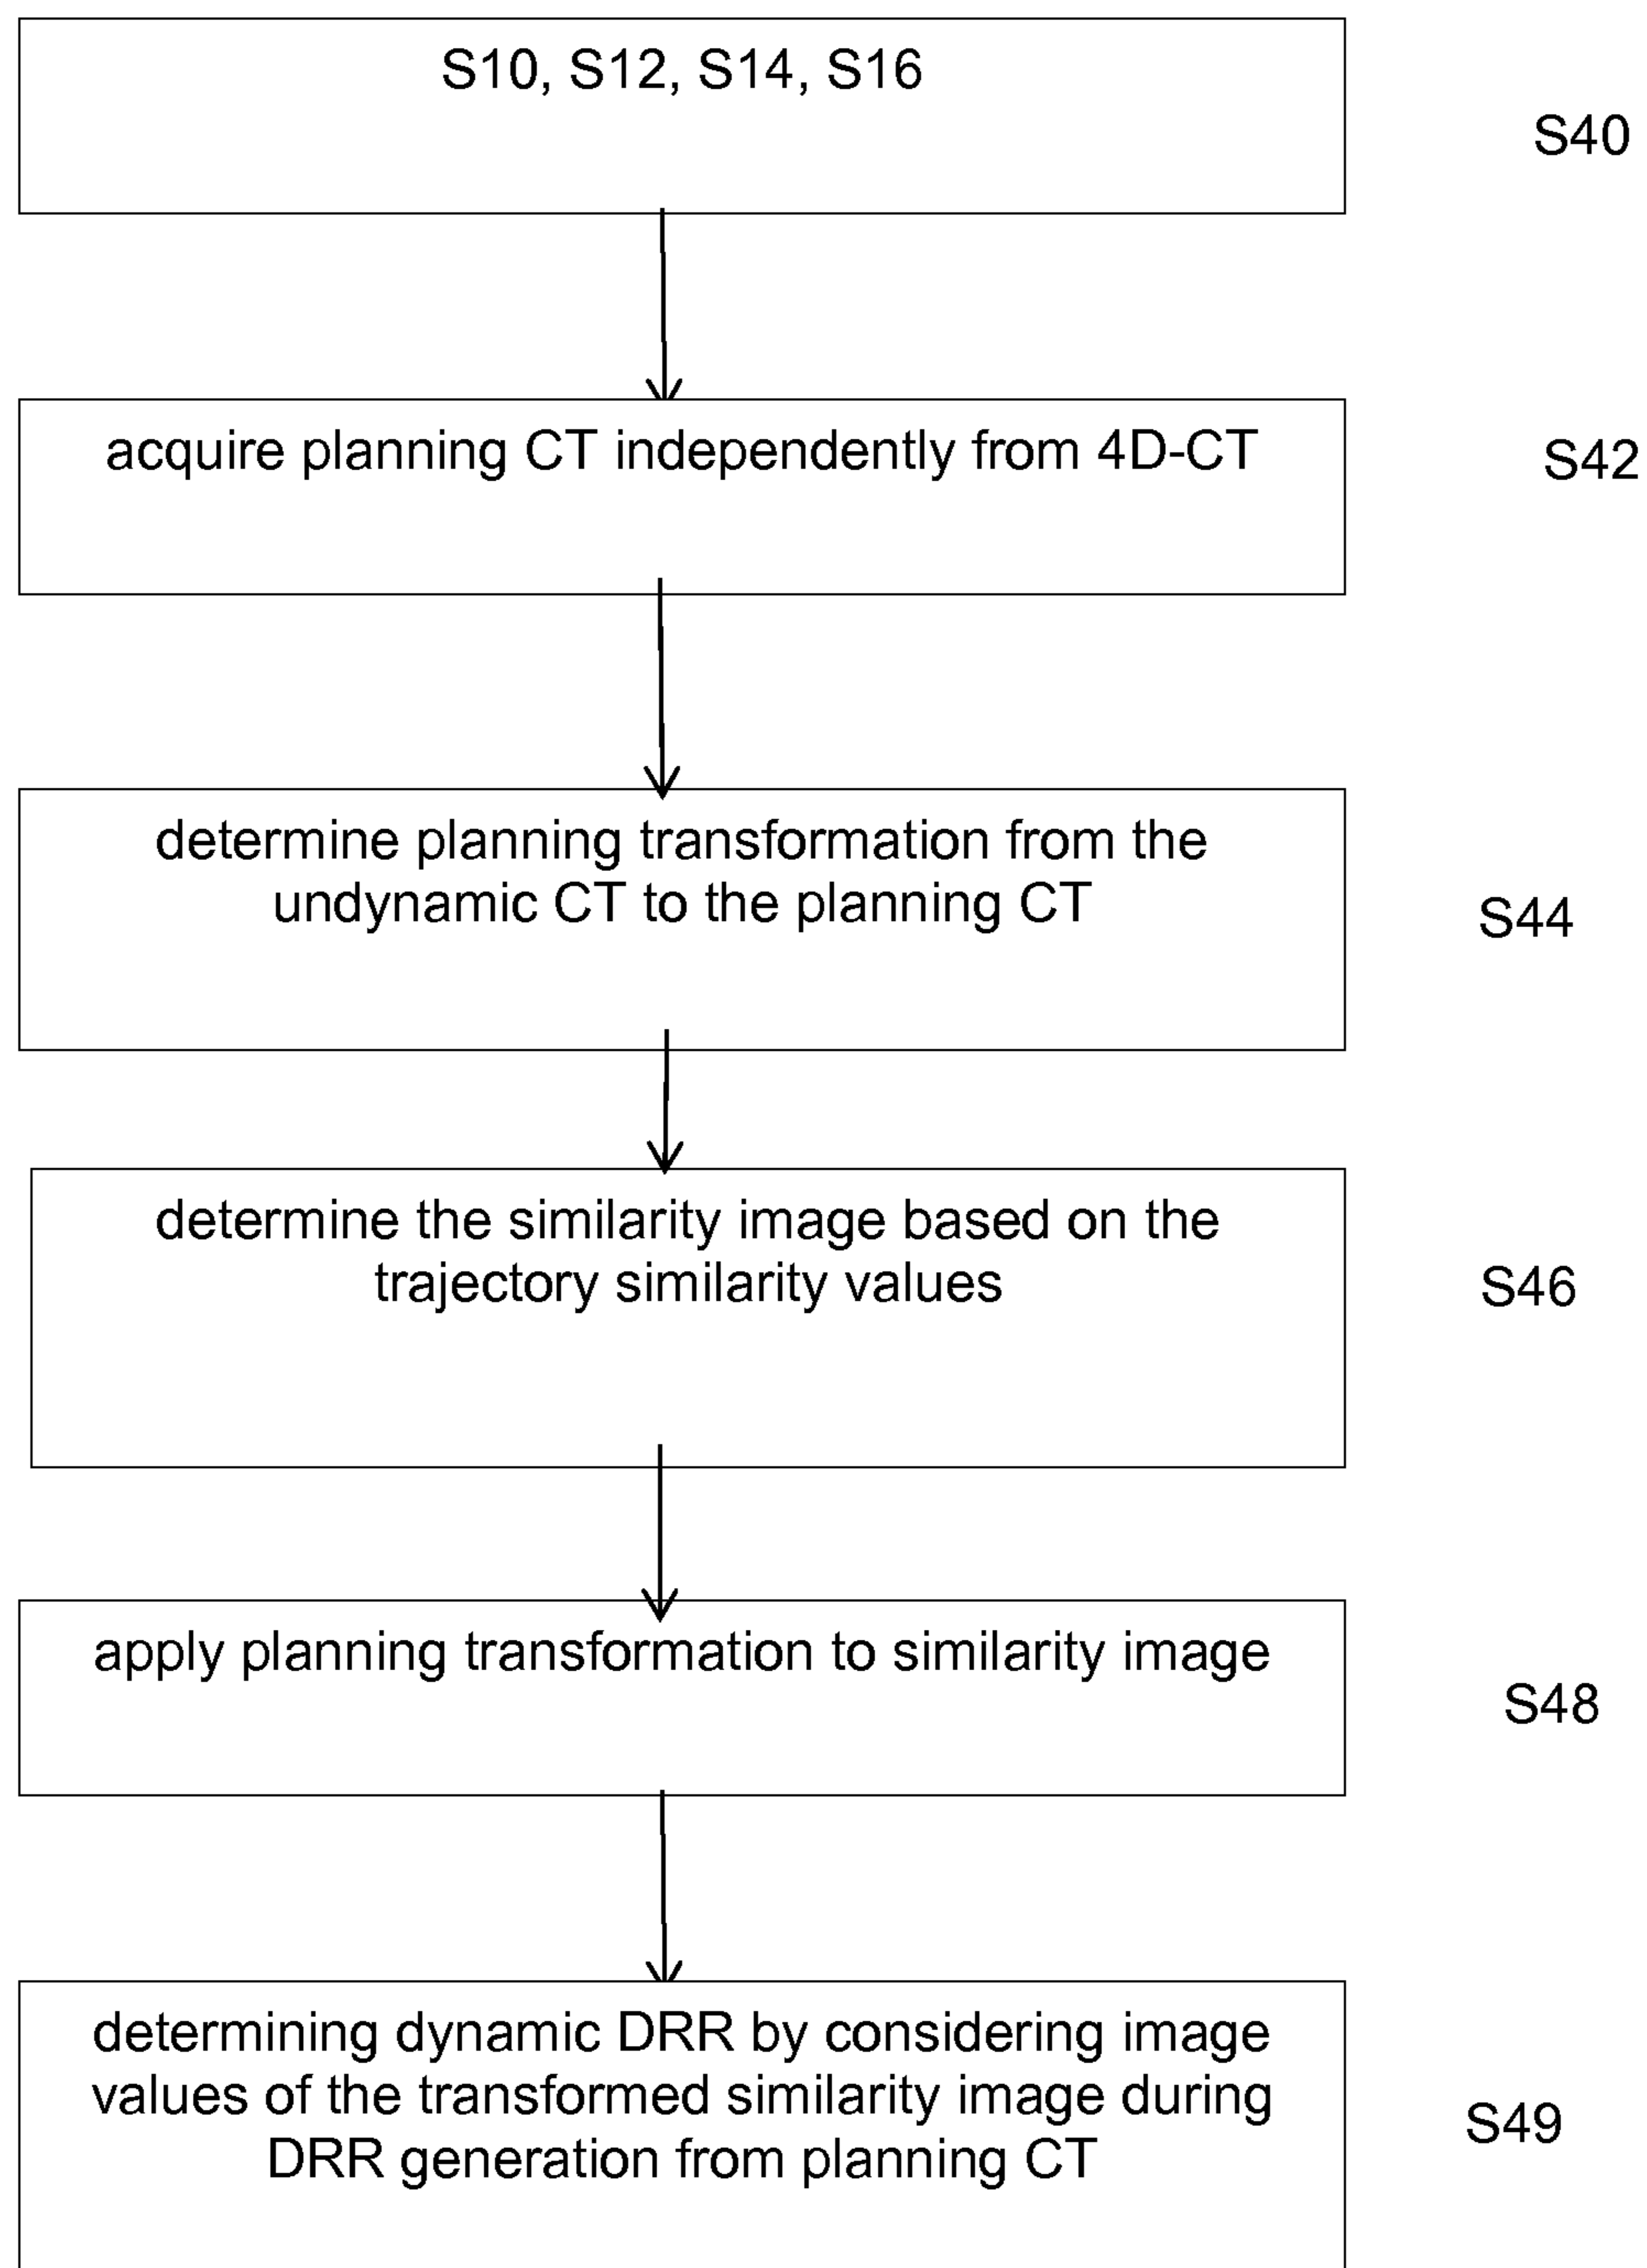 S10, S12, S14, S16
S40
acquire planning CT independently from 4D-CT
S42
determine planning transformation from the
undynamic CT to the planning CT
S44
determine the similarity image based on the
trajectory similarity values
S46
apply planning transformation to similarity image
S48
determining dynamic DRR by considering image
values of the transformed similarity image during
DRR generation from planning CT
S49